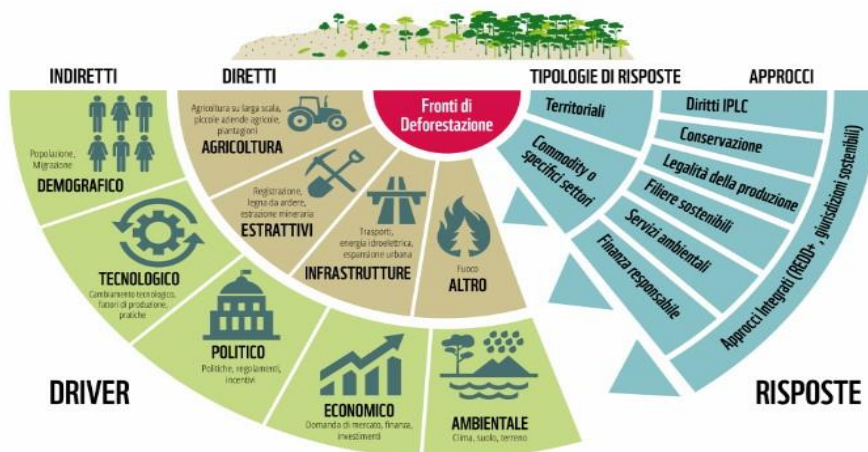 INDIRETTI
DIRETTI
TIPOLOGIE DI RISPOSTE
APPROCCI
Popolazione,
Migrazione
DEMOGRAFICO
Cambiamento tecnologico,
fattori di produzione,
pratiche
TECNOLOGICO
POLITICO
Politiche, regolamenti,
incentivi
ECONOMICO
Domanda di mercato, finanza,
investimenti
AMBIENTALE
Clima, suolo, terreno
Agricoltura su larga scala,
piccole aziende agricole,
plantagioni
AGRICOLTURA
Registrazione,
legna da ardere,
estrazione mineraria
ESTRATTIVI
Trasporti,
energia idroelettrica,
espansione urbana
INFRASTRUTTURE
Fuoco
ALTRO
Fronti di
Deforestazione
Territoriali
Commodity o
specifici settori
Diritti IPLC
Conservazione
Legalità della produzione
Filiere sostenibili
Servizi ambientali
Finanza responsabile
Approcci Integrati (REDD+ , giurisdizioni sostenibili)
DRIVER
RISPOSTE